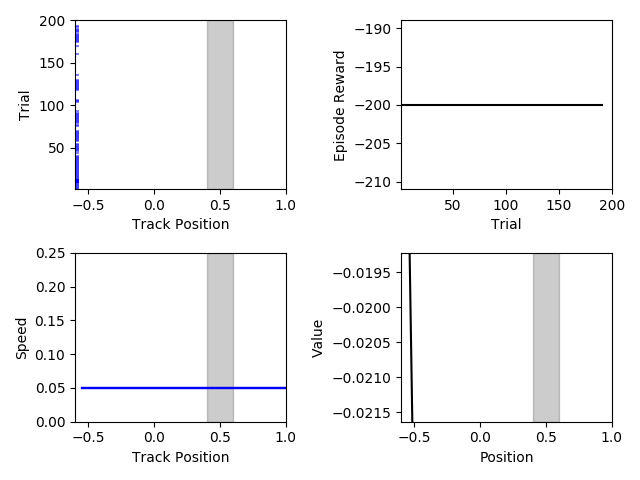 200
150
100
50
Trial
−0.5 0.0 0.5 1.0
Track Position
−189
−195
−200
−205
−210
Episode Reward
50 100 150 200
Trial
0.25
0.20
0.15
0.10
0.05
0.00
Speed
−0.5 0.0 0.5 1.0
Track Position
−0.0195
−0.0200
−0.0205
−0.0210
−0.0215
Value
−0.5 0.0 0.5 1.0
Position